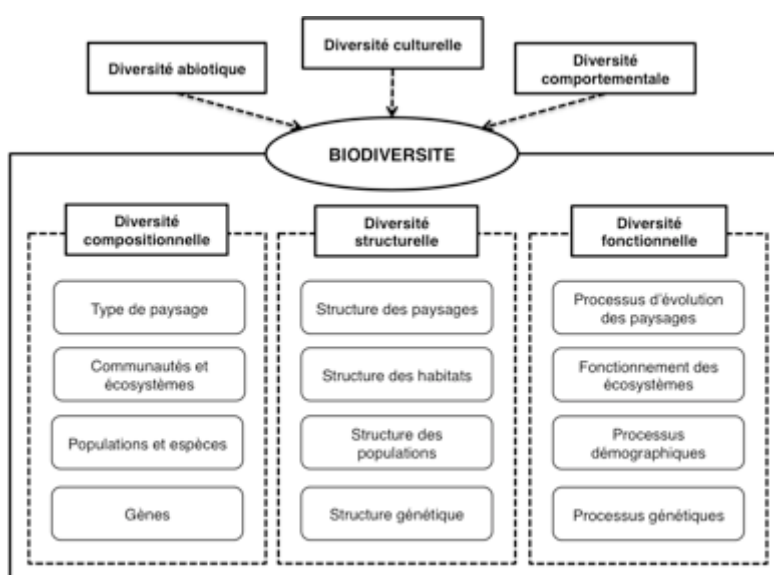 Diversité abiotique
Diversité culturelle
Diversité
comportementale
BIODIVERSITE
Diversité
compositionnelle
Type de paysage
Communautés et
écosystèmes
Populations et espèces
Gènes
Diversité
structurelle
Structure des paysages
Structure des habitats
Structure des
populations
Structure génétique
Diversité
fonctionnelle
Processus d'évolution
des paysages
Fonctionnement des
écosystèmes
Processus
démographiques
Processus génétiques